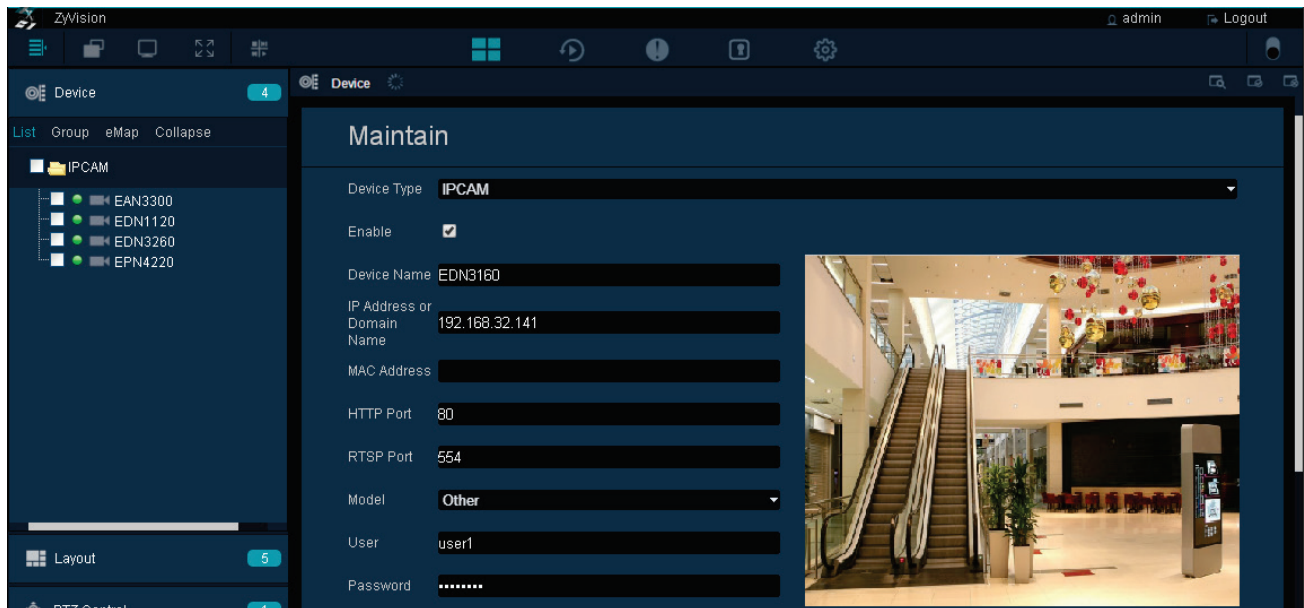 ZyVision
admin
Logout
Device
4
List Group eMap Collapse
IPCAM
EAN3300
EDN1120
EDN3260
EPN4220
Layout
5
Device
Maintain
Device Type IPCAM
Enable
Device Name EDN3160
IP Address or
Domain
Name
192.168.32.141
MAC Address
HTTP Port 80
RTSP Port 554
Model Other
User user1
Password ••••••••